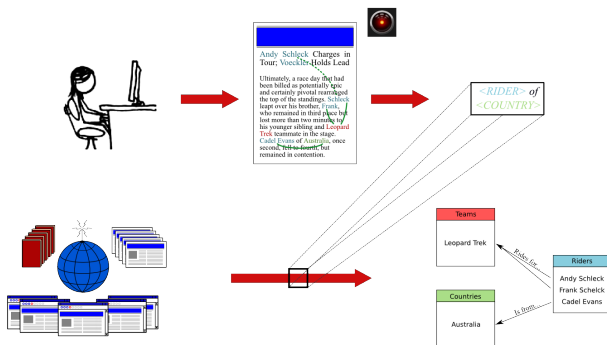 Andy Schleck Charges in
Tour; Voeckler Holds Lead
Ultimately, a race day that had
been billed as potentially epic
and certainly pivotal rearranged
the top of the standings. Schleck
leapt over his brother, Frank,
who remained in third place but
lost more than two minutes to
his younger sibling and Leopard
Trek teammate in the stage.
Cadel Evans of Australia, once
second, fell to fourth, but
remained in contention.
<RIDER> of
<COUNTRY>
Teams
Leopard Trek
Rides for...
Riders
Andy Schleck
Frank Schelck
Cadel Evans
Is from...
Countries
Australia